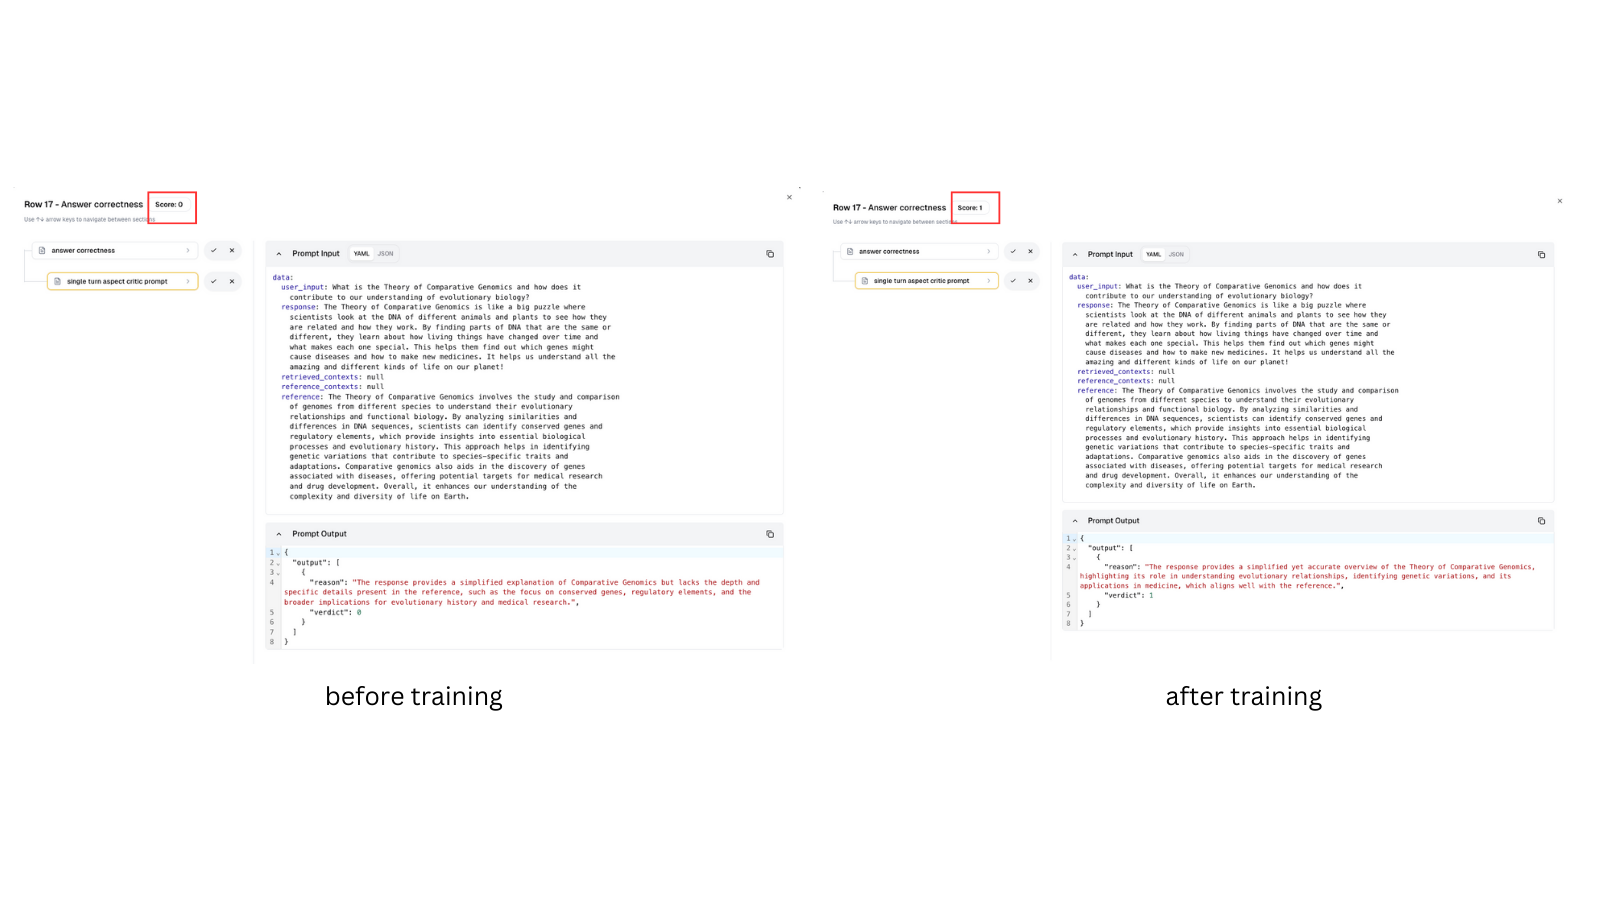 Row 17 - Answer correctness
Score: 0
Use ↑↓ arrow keys to navigate between sections
answer correctness
single turn aspect critic prompt
Prompt Input
YAML
JSON
data:
user_input: What is the Theory of Comparative Genomics and how does it
contribute to our understanding of evolutionary biology?
response: The Theory of Comparative Genomics is like a big puzzle where
scientists look at the DNA of different animals and plants to see how they
are related and how they work. By finding parts of DNA that are the same or
different, they learn about how living things have changed over time and
what makes each one special. This helps them find out which genes might
cause diseases and how to make new medicines. It helps us understand all the
amazing and different kinds of life on our planet!
retrieved_contexts: null
reference_contexts: null
reference: The Theory of Comparative Genomics involves the study and comparison
of genomes from different species to understand their evolutionary
relationships and functional biology. By analyzing similarities and
differences in DNA sequences, scientists can identify conserved genes and
regulatory elements, which provide insights into essential biological
processes and evolutionary history. This approach helps in identifying
genetic variations that contribute to species-specific traits and
adaptations. Comparative genomics also aids in the discovery of genes
associated with diseases, offering potential targets for medical research
and drug development. Overall, it enhances our understanding of the
complexity and diversity of life on Earth.
Prompt Output
1 {
2 "output": [
3 {
4 "reason": "The response provides a simplified explanation of Comparative Genomics but lacks the depth and
specific details present in the reference, such as the focus on conserved genes, regulatory elements, and the
broader implications for evolutionary history and medical research.",
5 "verdict": 0
6 }
7 ]
8 }
before training
Row 17 - Answer correctness
Score: 1
Use ↑↓ arrow keys to navigate between sections
answer correctness
single turn aspect critic prompt
Prompt Input
YAML
JSON
data:
user_input: What is the Theory of Comparative Genomics and how does it
contribute to our understanding of evolutionary biology?
response: The Theory of Comparative Genomics is like a big puzzle where
scientists look at the DNA of different animals and plants to see how they
are related and how they work. By finding parts of DNA that are the same or
different, they learn about how living things have changed over time and
what makes each one special. This helps them find out which genes might
cause diseases and how to make new medicines. It helps us understand all the
amazing and different kinds of life on our planet!
retrieved_contexts: null
reference_contexts: null
reference: The Theory of Comparative Genomics involves the study and comparison
of genomes from different species to understand their evolutionary
relationships and functional biology. By analyzing similarities and
differences in DNA sequences, scientists can identify conserved genes and
regulatory elements, which provide insights into essential biological
processes and evolutionary history. This approach helps in identifying
genetic variations that contribute to species-specific traits and
adaptations. Comparative genomics also aids in the discovery of genes
associated with diseases, offering potential targets for medical research
and drug development. Overall, it enhances our understanding of the
complexity and diversity of life on Earth.
Prompt Output
1 {
2 "output": [
3 {
4 "reason": "The response provides a simplified yet accurate overview of the Theory of Comparative Genomics,
highlighting its role in understanding evolutionary relationships, identifying genetic variations, and its
applications in medicine, which aligns well with the reference.",
5 "verdict": 1
6 }
7 ]
8 }
after training